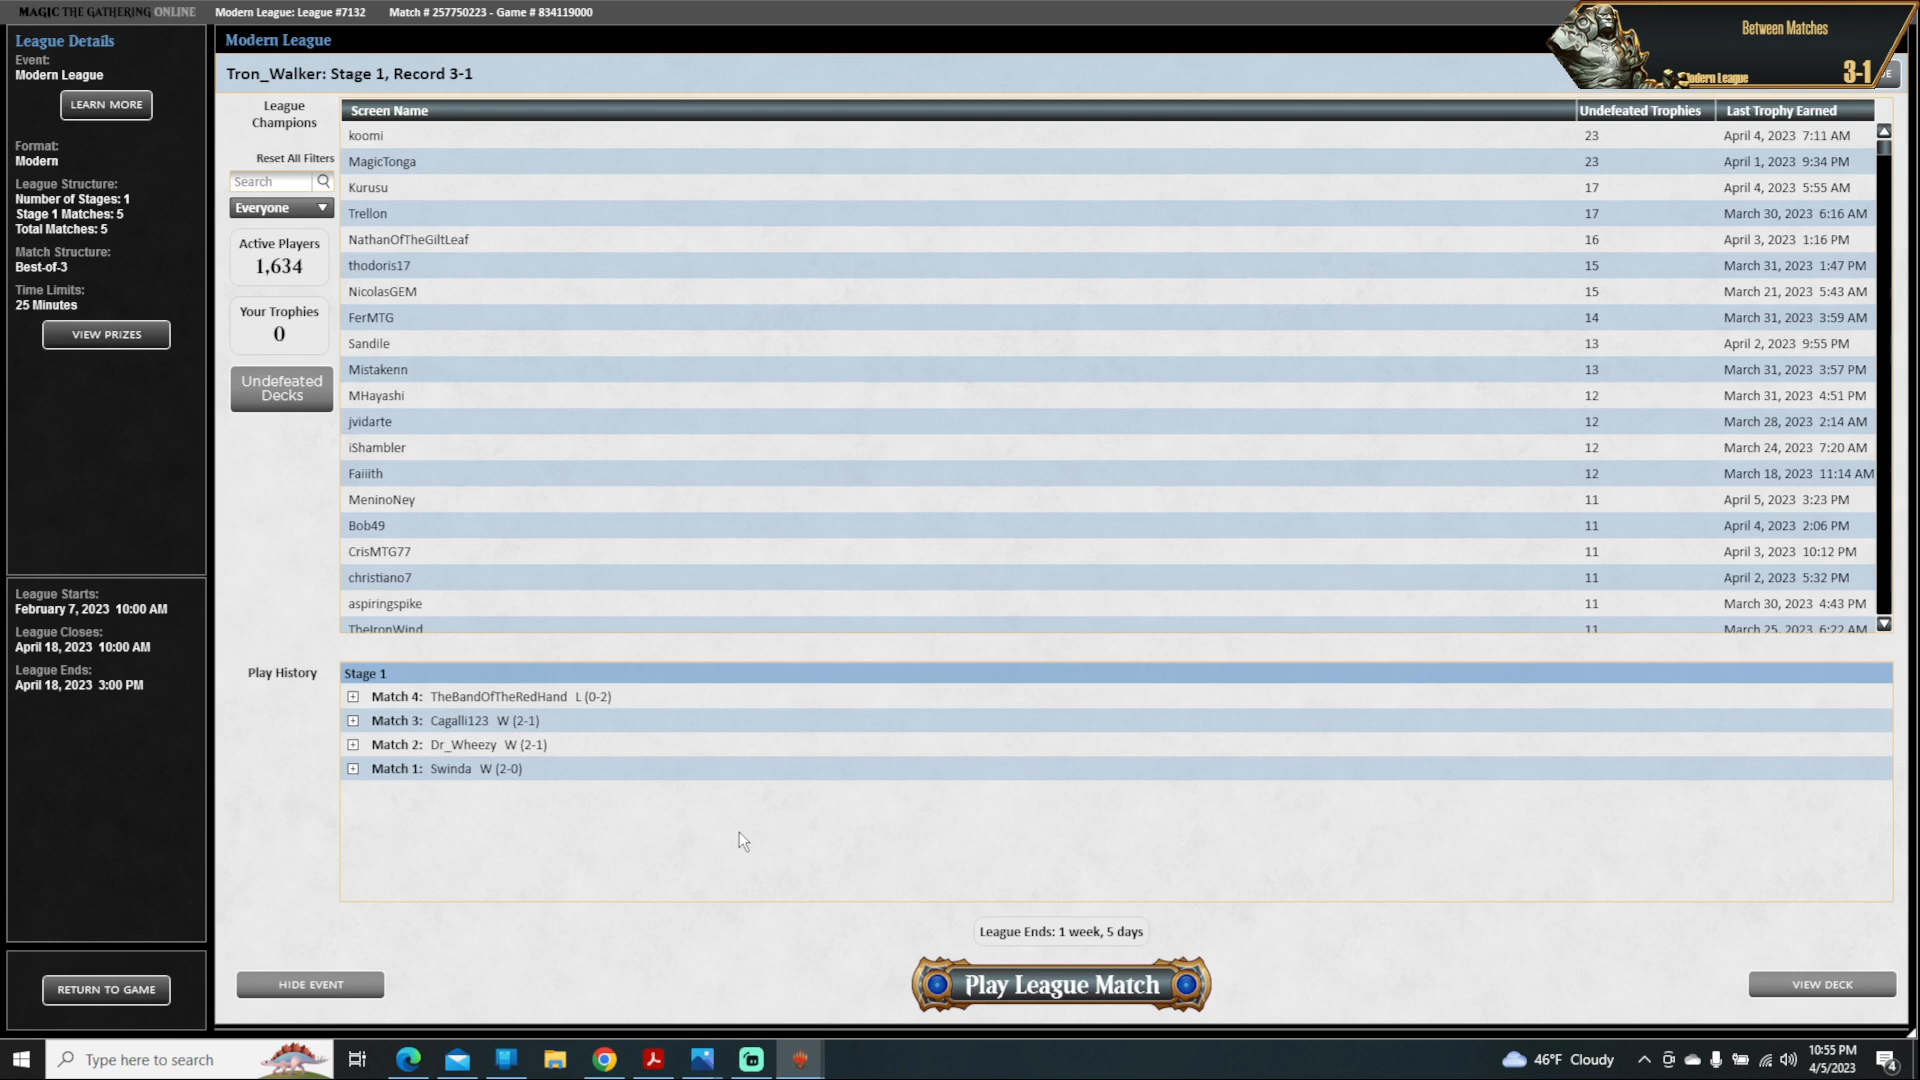 MAGIC THE GATHERING ONLINE
Modern League: League #7132 Match # 257750223 - Game # 834119000
League Details
Event:
Modern League
LEARN MORE
Format:
Modern
League Structure:
Number of Stages: 1
Stage 1 Matches: 5
Total Matches: 5
Match Structure:
Best-of-3
Time Limits:
25 Minutes
VIEW PRIZES
League Starts:
February 7, 2023 10:00 AM
League Closes:
April 18, 2023 10:00 AM
League Ends:
April 18, 2023 3:00 PM
RETURN TO GAME
Modern League
Tron_Walker: Stage 1, Record 3-1
Between Matches
Modern League
3-1
League
Champions
Reset All Filters
Search
Everyone
Active Players
1,634
Your Trophies
0
Undefeated
Decks
Screen Name Undefeated Trophies Last Trophy Earned
koomi 23 April 4, 2023 7:11 AM
MagicTonga 23 April 1, 2023 9:34 PM
Kurusu 17 April 4, 2023 5:55 AM
Trellon 17 March 30, 2023 6:16 AM
NathanOfTheGiltLeaf 16 April 3, 2023 1:16 PM
thodoris17 15 March 31, 2023 1:47 PM
NicolasGEM 15 March 21, 2023 5:43 AM
FerMTG 14 March 31, 2023 3:59 AM
Sandile 13 April 2, 2023 9:55 PM
Mistakenn 13 March 31, 2023 3:57 PM
MHayashi 12 March 31, 2023 4:51 PM
jvidarte 12 March 28, 2023 2:14 AM
iShambler 12 March 24, 2023 7:20 AM
Faiiith 12 March 18, 2023 11:14 AM
MeninoNey 11 April 5, 2023 3:23 PM
Bob49 11 April 4, 2023 2:06 PM
CrisMTG77 11 April 3, 2023 10:12 PM
christiano7 11 April 2, 2023 5:32 PM
aspiringspike 11 March 30, 2023 4:43 PM
TheIronWind 11 March 25, 2023 6:22 AM
Play History
Stage 1
Match 4: TheBandOfTheRedHand L (0-2)
Match 3: Cagalli123 W (2-1)
Match 2: Dr_Wheezy W (2-1)
Match 1: Swinda W (2-0)
League Ends: 1 week, 5 days
HIDE EVENT
Play League Match
VIEW DECK
Type here to search
46°F Cloudy
10:55 PM
4/5/2023
4